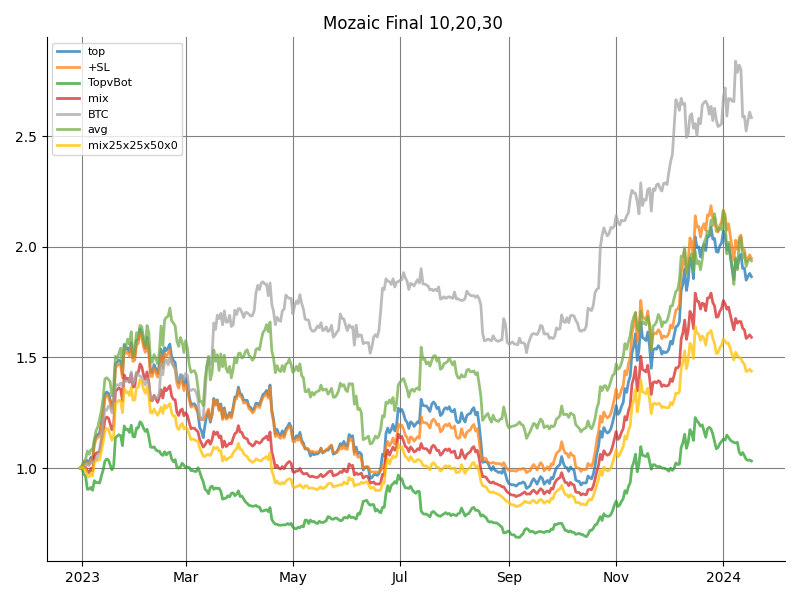 Mozaic Final 10,20,30
top
+SL
TopvBot
mix
BTC
avg
mix25x25x50x0
2.5
2.0
1.5
1.0
2023 Mar May Jul Sep Nov 2024